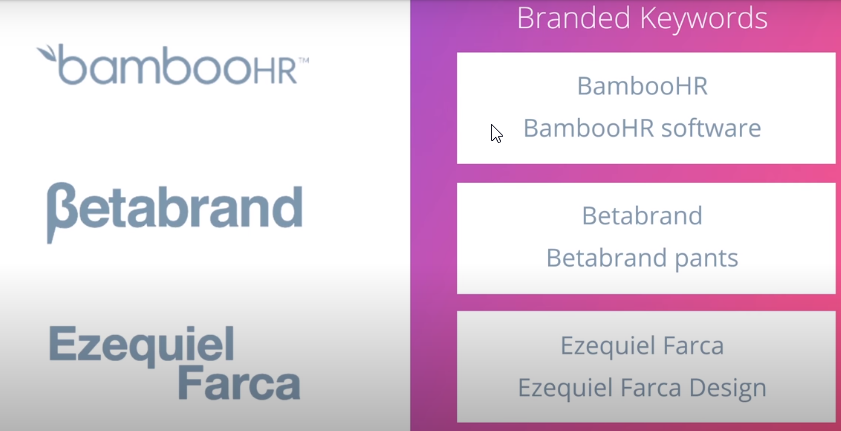 bambooHR™
βetabrand
Ezequiel
Farca
Branded Keywords
BambooHR
BambooHR software
Betabrand
Betabrand pants
Ezequiel Farca
Ezequiel Farca Design